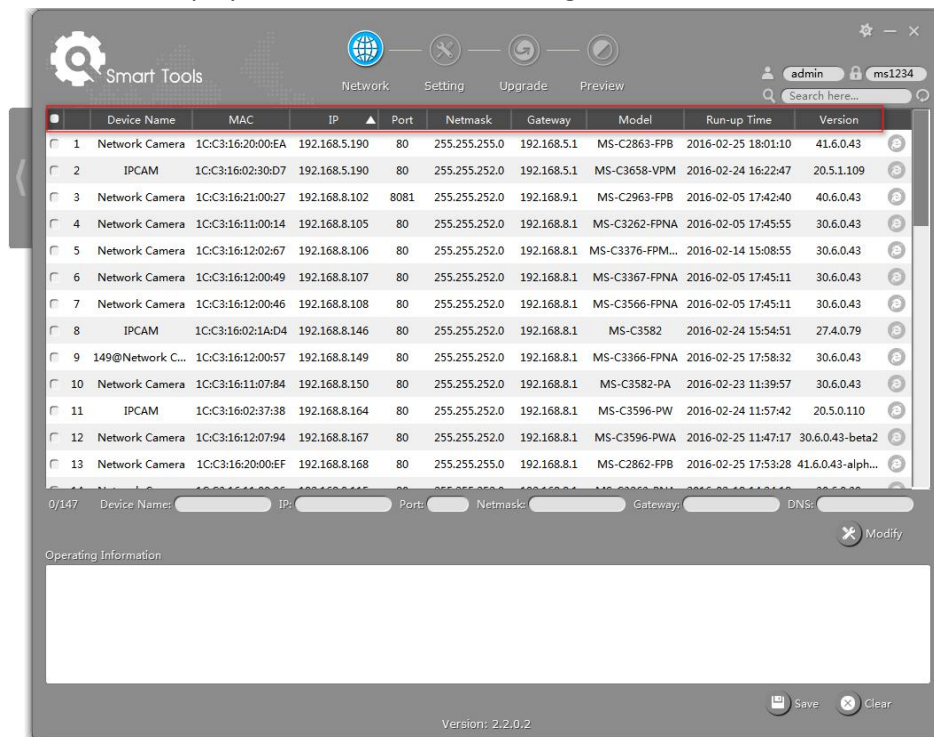 Smart Tools
Network Setting Upgrade Preview
admin ms1234
Search here...
Device Name MAC IP Port Netmask Gateway Model Run-up Time Version
1 Network Camera 1C:C3:16:20:00:EA 192.168.5.190 80 255.255.255.0 192.168.5.1 MS-C2863-FPB 2016-02-25 18:01:10 41.6.0.43
2 IPCAM 1C:C3:16:02:30:D7 192.168.5.190 80 255.255.252.0 192.168.5.1 MS-C3658-VPM 2016-02-24 16:22:47 20.5.1.109
3 Network Camera 1C:C3:16:21:00:27 192.168.8.102 8081 255.255.252.0 192.168.9.1 MS-C2963-FPB 2016-02-05 17:42:40 40.6.0.43
4 Network Camera 1C:C3:16:11:00:14 192.168.8.105 80 255.255.252.0 192.168.8.1 MS-C3262-FPNA 2016-02-05 17:45:55 30.6.0.43
5 Network Camera 1C:C3:16:12:02:67 192.168.8.106 80 255.255.252.0 192.168.8.1 MS-C3376-FPM... 2016-02-14 15:08:55 30.6.0.43
6 Network Camera 1C:C3:16:12:00:49 192.168.8.107 80 255.255.252.0 192.168.8.1 MS-C3367-FPNA 2016-02-05 17:45:11 30.6.0.43
7 Network Camera 1C:C3:16:12:00:46 192.168.8.108 80 255.255.252.0 192.168.8.1 MS-C3566-FPNA 2016-02-05 17:45:11 30.6.0.43
8 IPCAM 1C:C3:16:02:1A:D4 192.168.8.146 80 255.255.252.0 192.168.8.1 MS-C3582 2016-02-24 15:54:51 27.4.0.79
9 149@Network C... 1C:C3:16:12:00:57 192.168.8.149 80 255.255.252.0 192.168.8.1 MS-C3366-FPNA 2016-02-25 17:58:32 30.6.0.43
10 Network Camera 1C:C3:16:11:07:84 192.168.8.150 80 255.255.252.0 192.168.8.1 MS-C3582-PA 2016-02-23 11:39:57 30.6.0.43
11 IPCAM 1C:C3:16:02:37:38 192.168.8.164 80 255.255.252.0 192.168.8.1 MS-C3596-PW 2016-02-24 11:57:42 20.5.0.110
12 Network Camera 1C:C3:16:12:07:94 192.168.8.167 80 255.255.252.0 192.168.8.1 MS-C3596-PWA 2016-02-25 11:47:17 30.6.0.43-beta2
13 Network Camera 1C:C3:16:20:00:EF 192.168.8.168 80 255.255.252.0 192.168.8.1 MS-C2862-FPB 2016-02-25 17:53:28 41.6.0.43-alph...
0/147 Device Name: IP: Port: Netmask: Gateway: DNS:
Modify
Operating Information
Save Clear
Version: 2.2.0.2